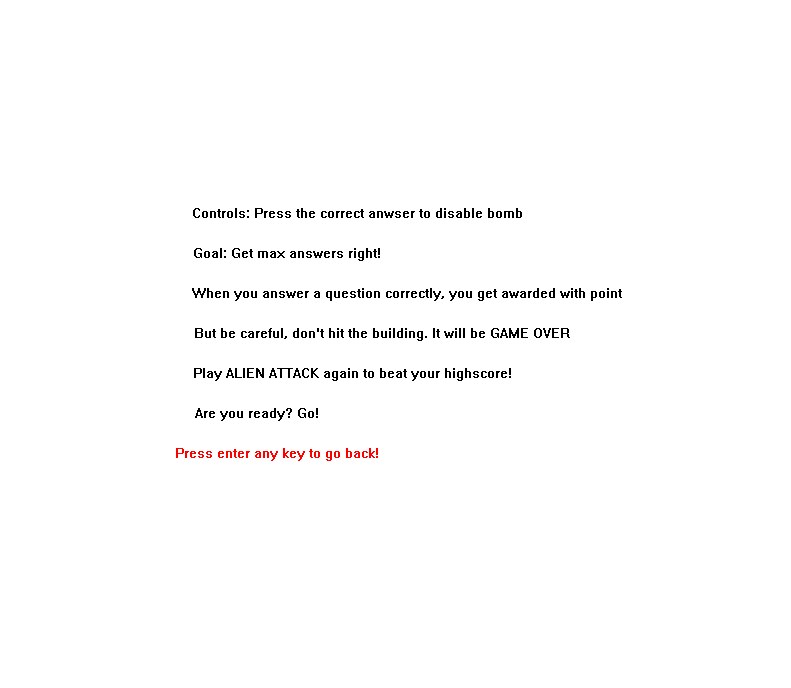 Controls: Press the correct anwser to disable bomb
Goal: Get max answers right!
When you answer a question correctly, you get awarded with point
But be careful, don't hit the building. It will be GAME OVER
Play ALIEN ATTACK again to beat your highscore!
Are you ready? Go!
Press enter any key to go back!